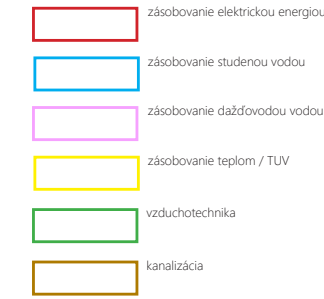 zásobovanie elektrickou energiou
zásobovanie studenou vodou
zásobovanie dažďovodou vodou
zásobovanie teplom / TUV
vzduchotechnika
kanalizácia